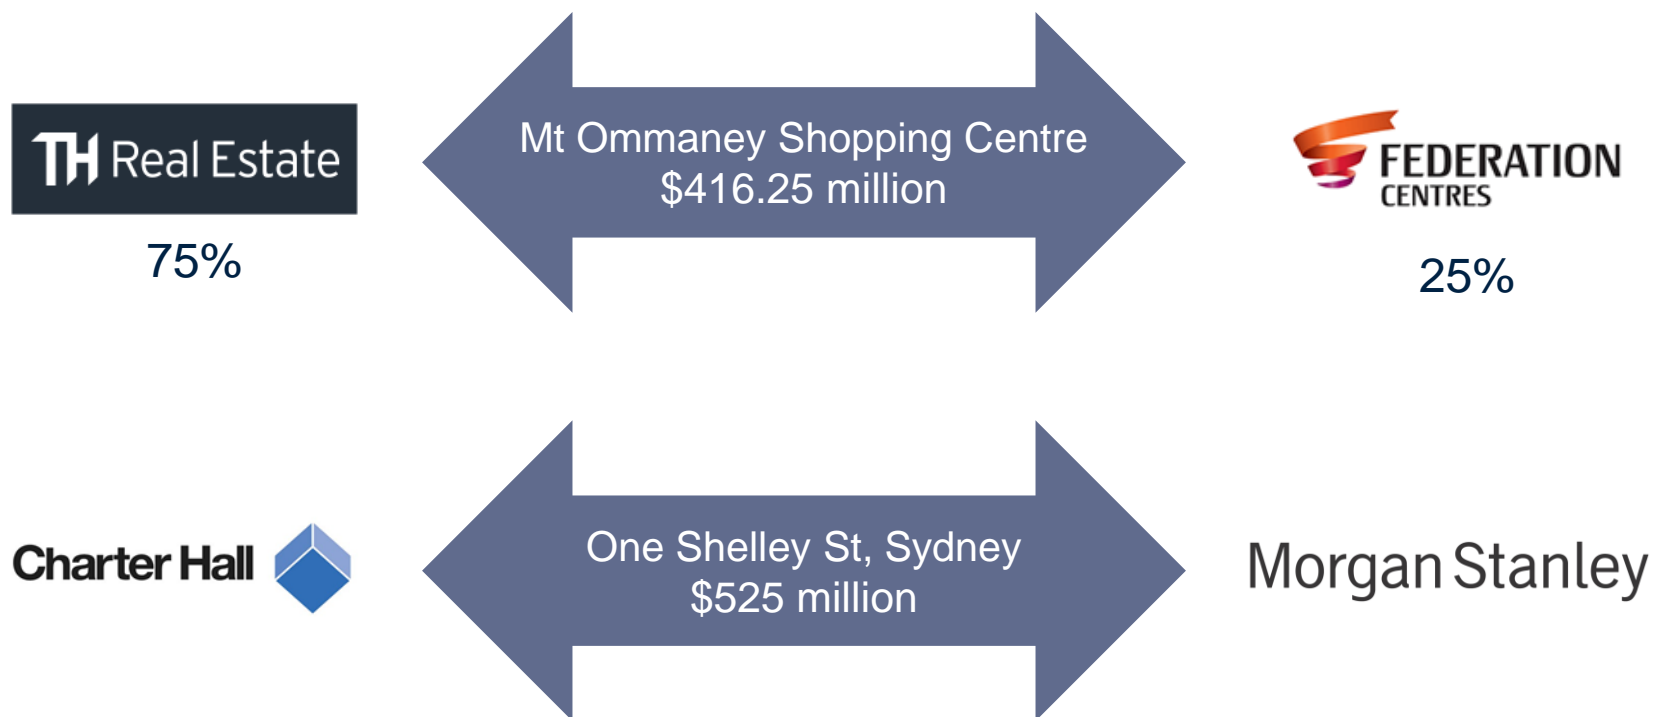 TH Real Estate
75%
Mt Ommaney Shopping Centre
$416.25 million
FEDERATION
CENTRES
25%
Charter Hall
One Shelley St, Sydney
$525 million
Morgan Stanley